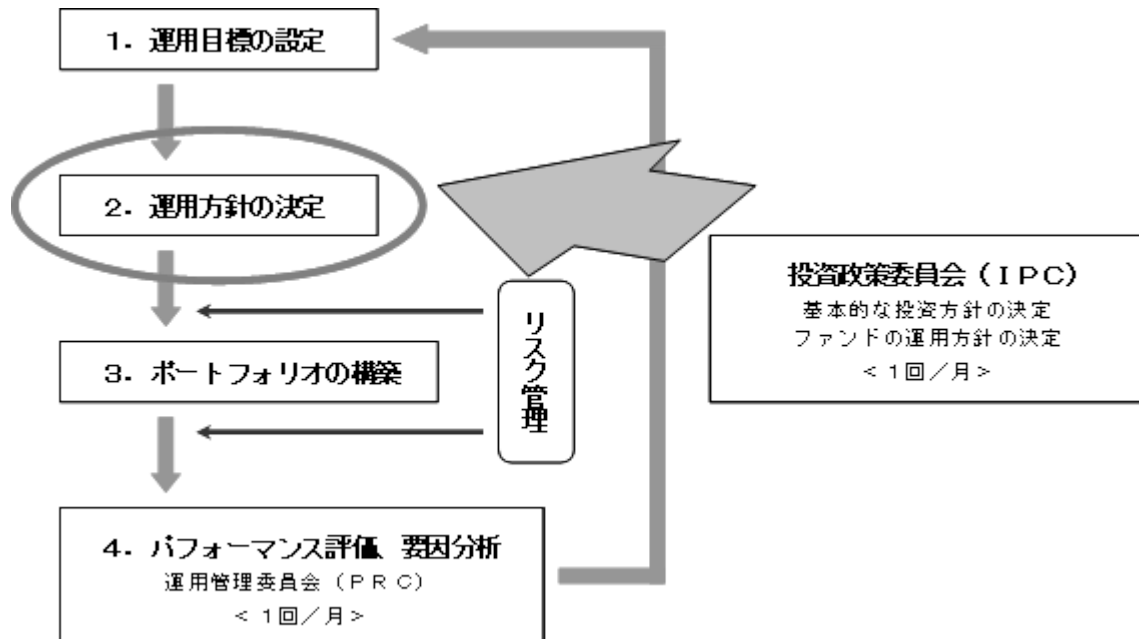 １．運用目標の設定
２．運用方針の決定
３．ポートフォリオの構築
４．パフォーマンス評価、要因分析
運用管理委員会（ＰＲＣ）
＜１回／月＞
リスク管理
投資政策委員会（ＩＰＣ）
基本的な投資方針の決定
ファンドの運用方針の決定
＜１回／月＞